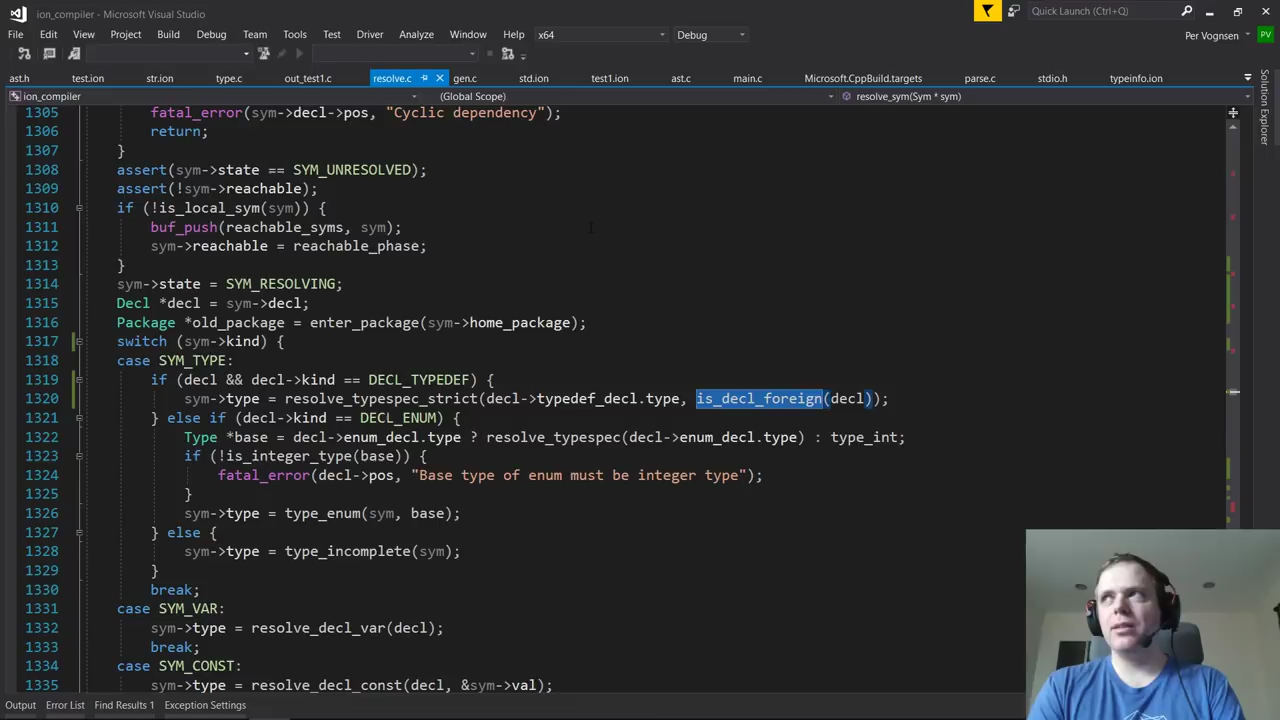 ion_compiler - Microsoft Visual Studio
Quick Launch (Ctrl+Q)
File Edit View Project Build Debug Team Tools Test Driver Analyze Window Help x64 Debug Per Vognsen PV
ast.h test.ion str.ion type.c out_test1.c resolve.c gen.c std.ion test1.ion ast.c main.c Microsoft.CppBuild.targets parse.c stdio.h typeinfo.ion
ion_compiler (Global Scope) resolve_sym(Sym * sym)
Solution Explorer
1305 fatal_error(sym->decl->pos, "Cyclic dependency");
1306 return;
1307 }
1308 assert(sym->state == SYM_UNRESOLVED);
1309 assert(!sym->reachable);
1310 if (!is_local_sym(sym)) {
1311 buf_push(reachable_syms, sym);
1312 sym->reachable = reachable_phase;
1313 }
1314 sym->state = SYM_RESOLVING;
1315 Decl *decl = sym->decl;
1316 Package *old_package = enter_package(sym->home_package);
1317 switch (sym->kind) {
1318 case SYM_TYPE:
1319 if (decl && decl->kind == DECL_TYPEDEF) {
1320 sym->type = resolve_typespec_strict(decl->typedef_decl.type, is_decl_foreign(decl));
1321 } else if (decl->kind == DECL_ENUM) {
1322 Type *base = decl->enum_decl.type ? resolve_typespec(decl->enum_decl.type) : type_int;
1323 if (!is_integer_type(base)) {
1324 fatal_error(decl->pos, "Base type of enum must be integer type");
1325 }
1326 sym->type = type_enum(sym, base);
1327 } else {
1328 sym->type = type_incomplete(sym);
1329 }
1330 break;
1331 case SYM_VAR:
1332 sym->type = resolve_decl_var(decl);
1333 break;
1334 case SYM_CONST:
1335 sym->type = resolve_decl_const(decl, &sym->val);
Output Error List Find Results 1 Exception Settings